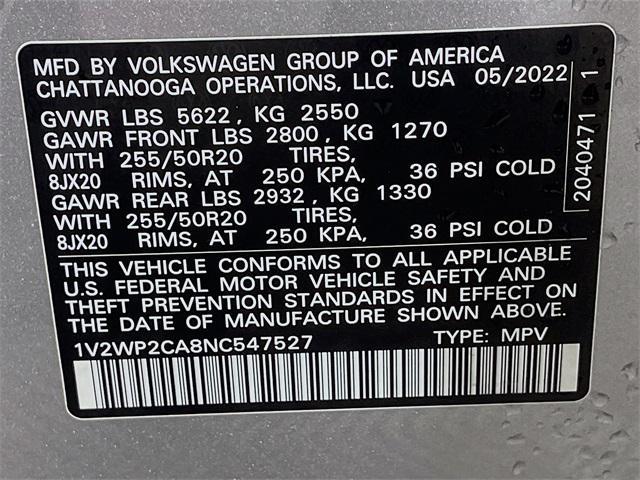 MFD BY VOLKSWAGEN GROUP OF AMERICA
CHATTANOOGA OPERATIONS, LLC. USA 05/2022
GVWR LBS 5622, KG 2550
GAWR FRONT LBS 2800, KG 1270
WITH 255/50R20 TIRES,
8JX20 RIMS, AT 250 KPA, 36 PSI COLD
GAWR REAR LBS 2932, KG 1330
WITH 255/50R20 TIRES,
8JX20 RIMS, AT 250 KPA, 36 PSI COLD
THIS VEHICLE CONFORMS TO ALL APPLICABLE
U.S. FEDERAL MOTOR VEHICLE SAFETY AND
THEFT PREVENTION STANDARDS IN EFFECT ON
THE DATE OF MANUFACTURE SHOWN ABOVE.
1V2WP2CA8NC547527 TYPE: MPV
2040471 1